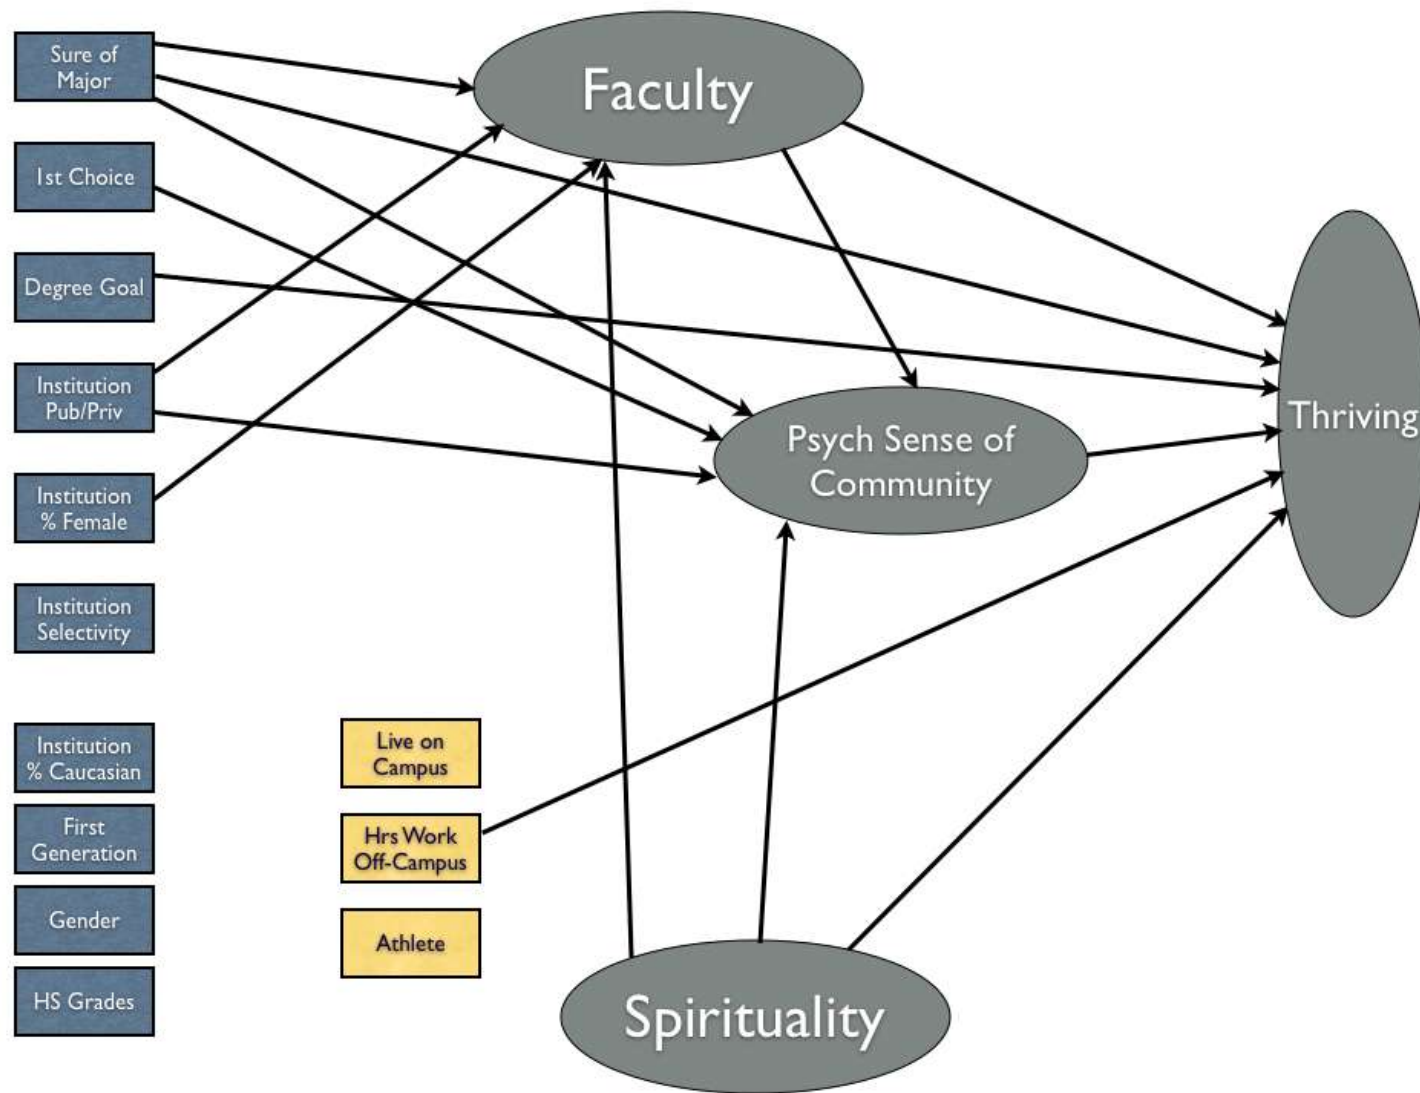 Sure of
Major
Faculty
1st Choice
Degree Goal
Institution
Pub/Priv
Thriving
Psych Sense of
Community
Institution
% Female
Institution
Selectivity
Institution
% Caucasian
Live on
Campus
First
Generation
Hrs Work
Off-Campus
Gender
Athlete
HS Grades
Spirituality